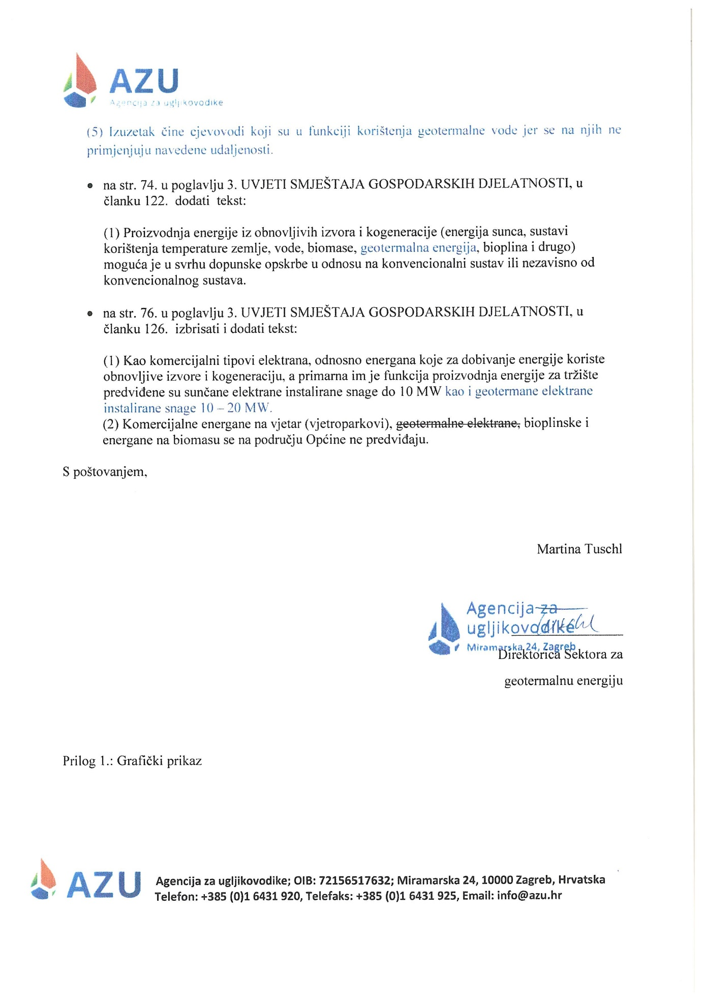 AZU
Agencija za ugljikovodike
(5) Izuzetak čine cjevovodi koji su u funkciji korištenja geotermalne vode jer se na njih ne
primjenjuju navedene udaljenosti.
• na str. 74. u poglavlju 3. UVJETI SMJEŠTAJA GOSPODARSKIH DJELATNOSTI, u
članku 122. dodati tekst:
(1) Proizvodnja energije iz obnovljivih izvora i kogeneracije (energija sunca, sustavi
korištenja temperature zemlje, vode, biomase, geotermalna energija, bioplina i drugo)
moguća je u svrhu dopunske opskrbe u odnosu na konvencionalni sustav ili nezavisno od
konvencionalnog sustava.
• na str. 76. u poglavlju 3. UVJETI SMJEŠTAJA GOSPODARSKIH DJELATNOSTI, u
članku 126. izbrisati i dodati tekst:
(1) Kao komercijalni tipovi elektrana, odnosno energana koje za dobivanje energije koriste
obnovljive izvore i kogeneraciju, a primarna im je funkcija proizvodnja energije za tržište
predviđene su sunčane elektrane instalirane snage do 10 MW kao i geotermane elektrane
instalirane snage 10 – 20 MW.
(2) Komercijalne energane na vjetar (vjetroparkovi), geotermalne elektrane, bioplinske i
energane na biomasu se na području Općine ne predviđaju.
S poštovanjem,
Martina Tuschl
Agencija za
ugljikovodike
Miramarska 24, Zagreb
Direktorica Sektora za
geotermalnu energiju
Prilog 1.: Grafički prikaz
AZU
Agencija za ugljikovodike; OIB: 72156517632; Miramarska 24, 10000 Zagreb, Hrvatska
Telefon: +385 (0)1 6431 920, Telefaks: +385 (0)1 6431 925, Email: info@azu.hr